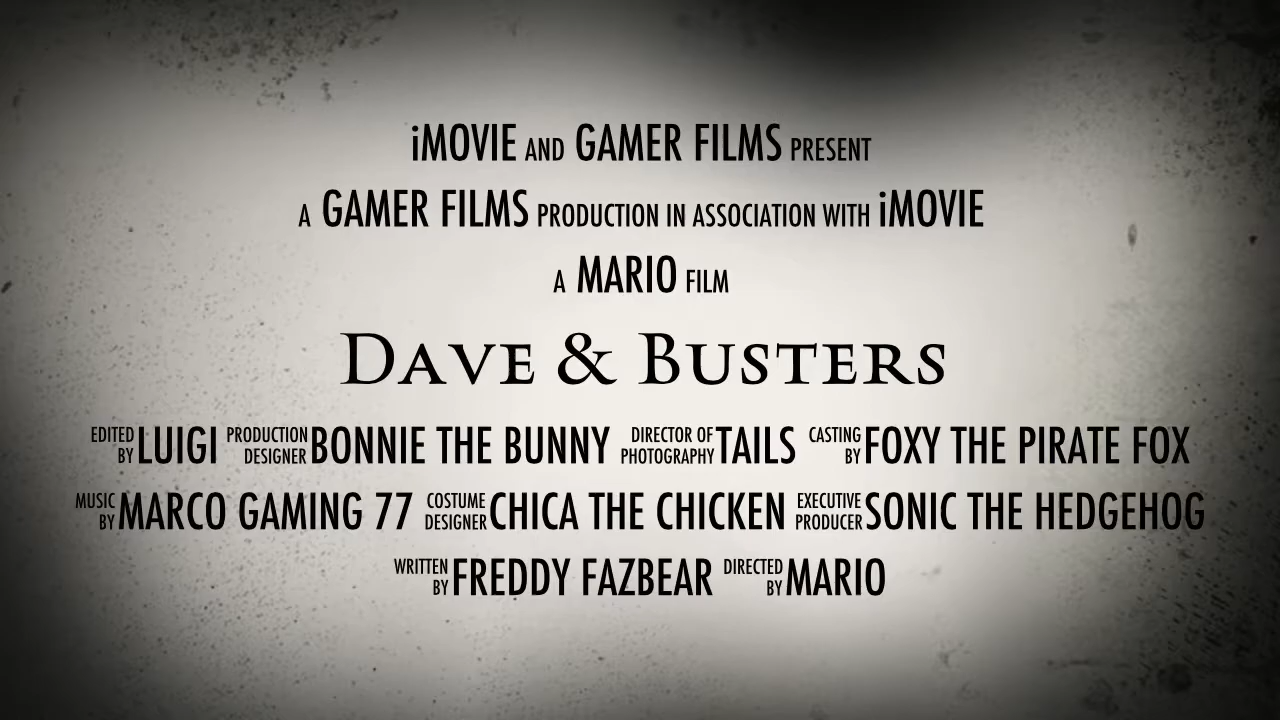 iMOVIE AND GAMER FILMS PRESENT
A GAMER FILMS PRODUCTION IN ASSOCIATION WITH iMOVIE
A MARIO FILM
DAVE & BUSTERS
EDITED BY LUIGI PRODUCTION DESIGNER BONNIE THE BUNNY DIRECTOR OF PHOTOGRAPHY TAILS CASTING BY FOXY THE PIRATE FOX
MUSIC BY MARCO GAMING 77 COSTUME DESIGNER CHICA THE CHICKEN EXECUTIVE PRODUCER SONIC THE HEDGEHOG
WRITTEN BY FREDDY FAZBEAR DIRECTED BY MARIO